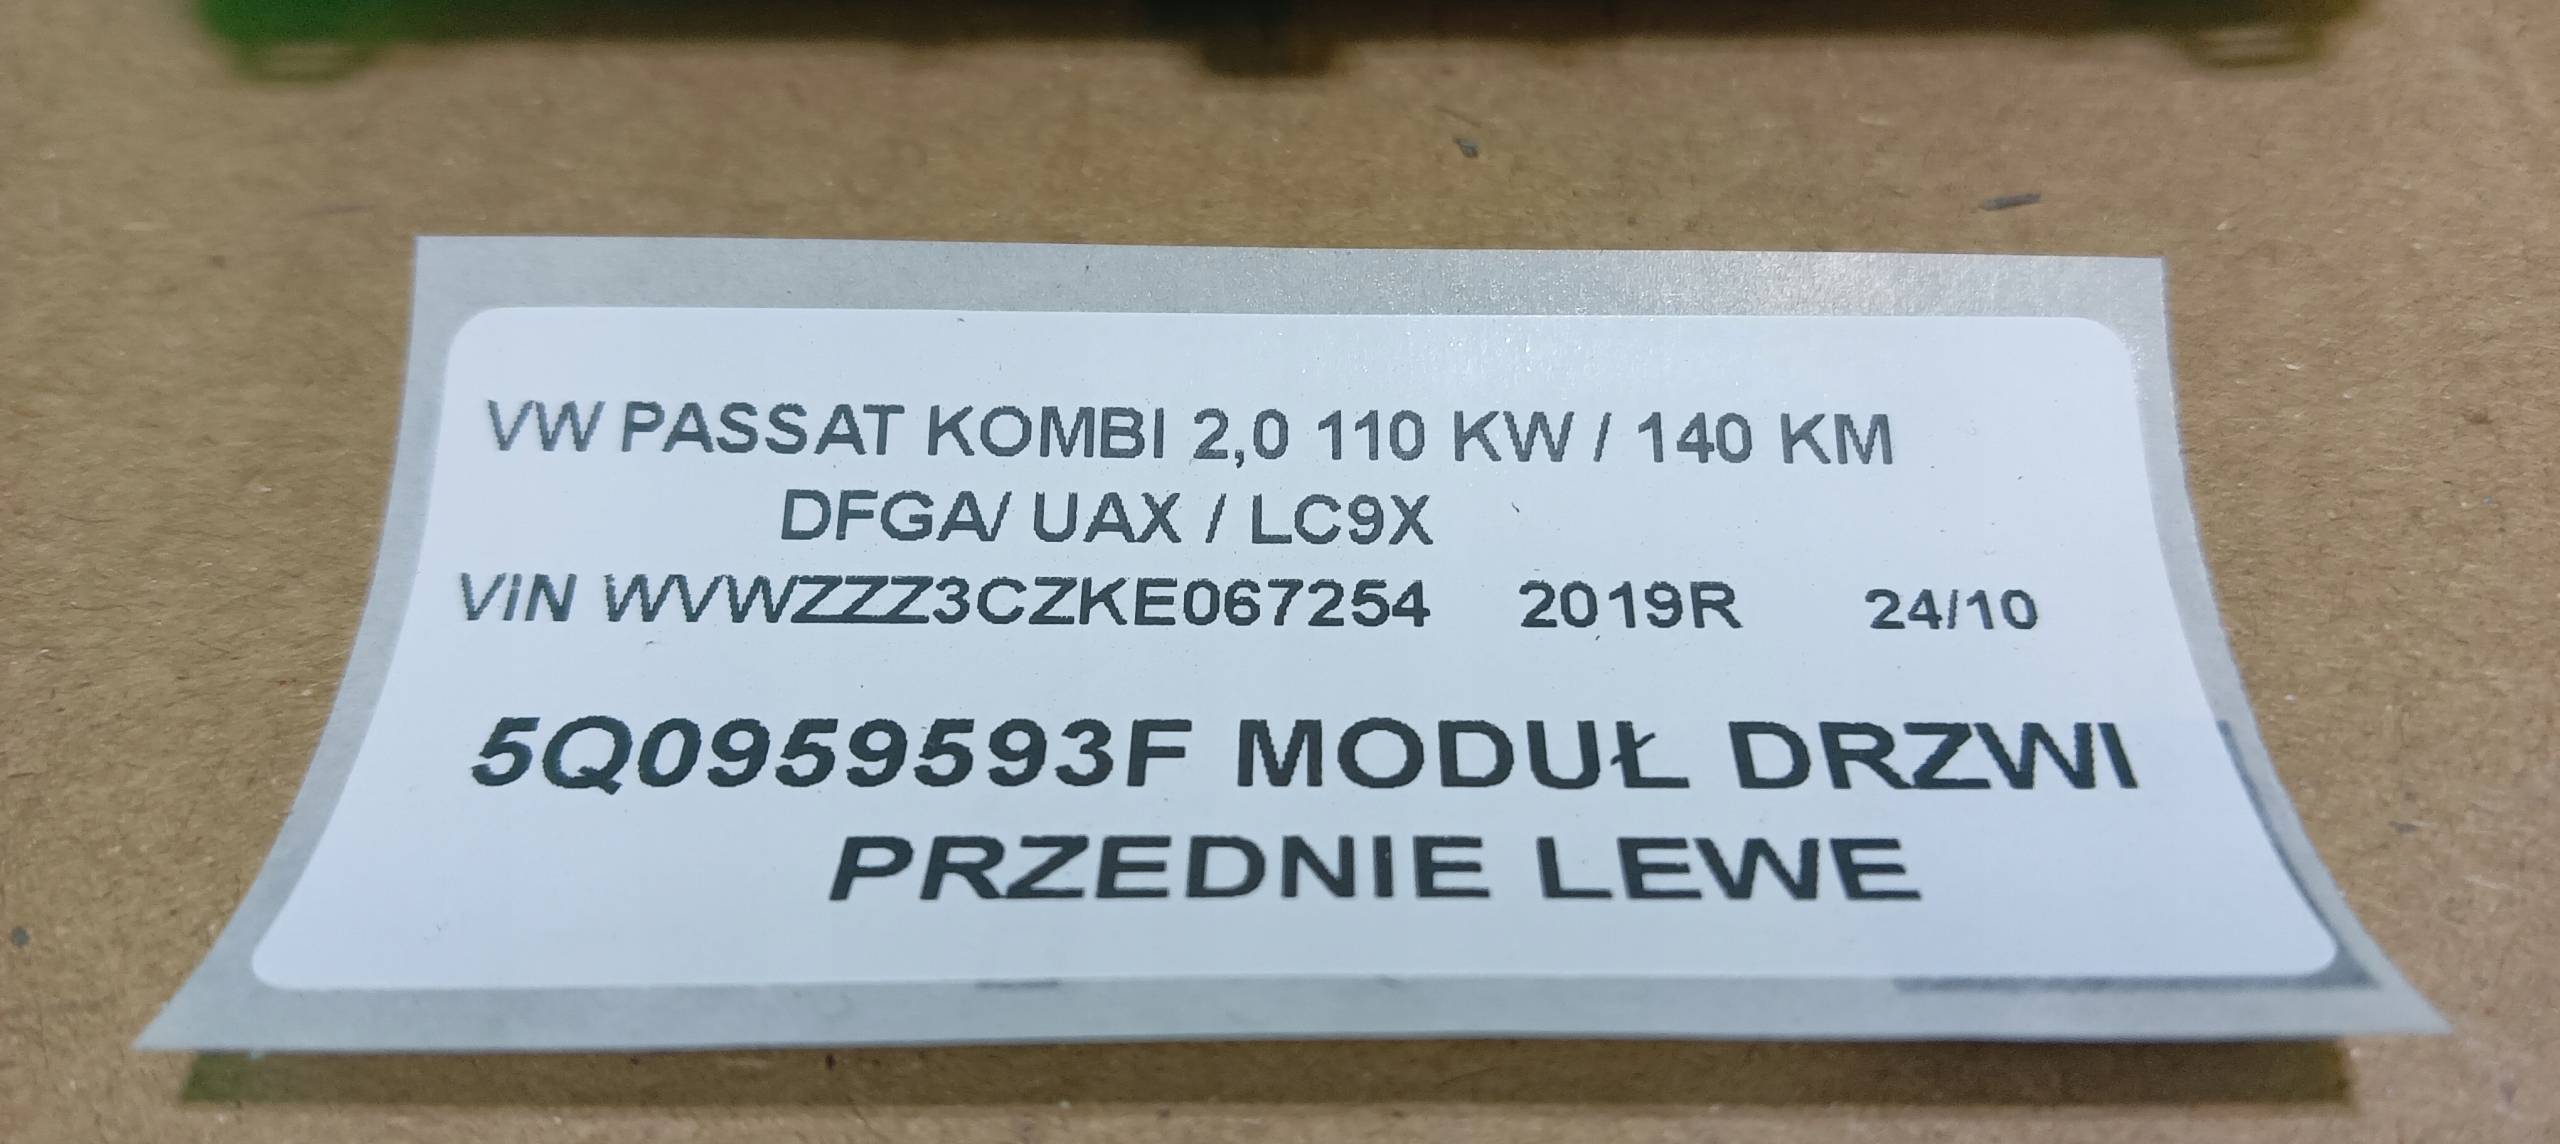 VW PASSAT KOMBI 2,0 110 KW / 140 KM
DFGA/ UAX / LC9X
ViN WVWZZZ3CZKE067254 2019R 24/10
5Q0959593F MODUŁ DRZWI
PRZEDNIE LEWE